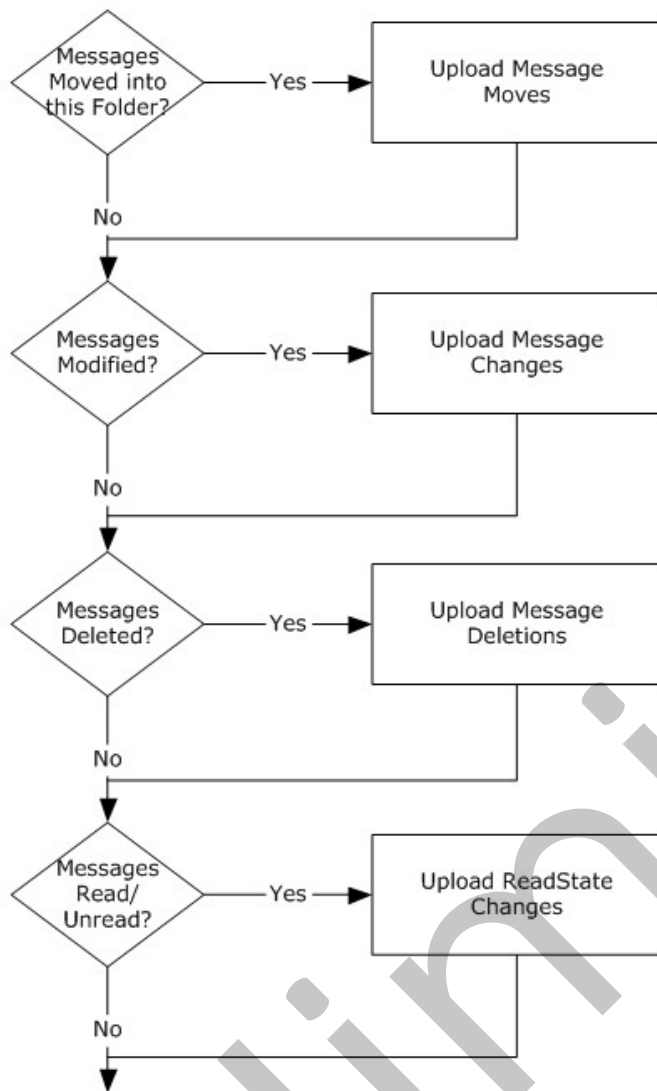 Messages
Moved into
this Folder?
Yes
Upload Message
Moves
No
Messages
Modified?
Yes
Upload Message
Changes
No
Messages
Deleted?
Yes
Upload Message
Deletions
No
Messages
Read/
Unread?
Yes
Upload ReadState
Changes
No